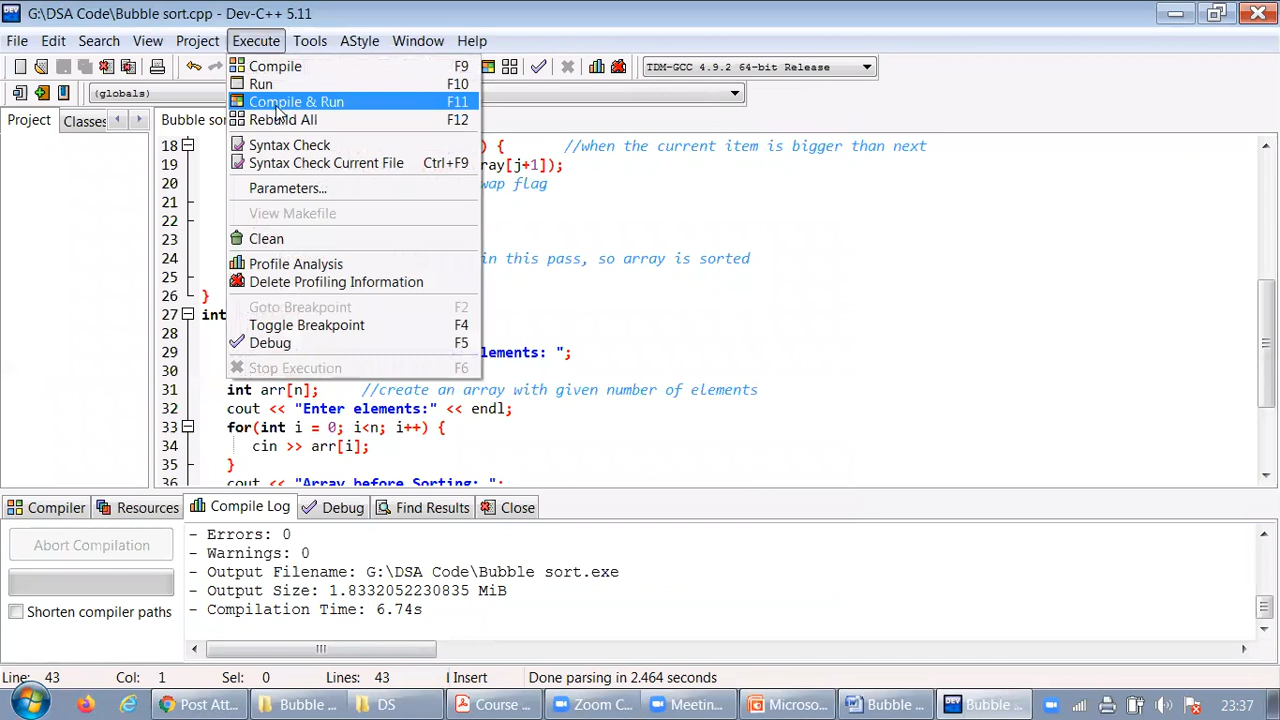 G:\DSA Code\Bubble sort.cpp - Dev-C++ 5.11
File Edit Search View Project Execute Tools AStyle Window Help
TDM-GCC 4.9.2 64-bit Release
(globals)
Compile F9
Run F10
Compile & Run F11
Rebuild All F12
Syntax Check
Syntax Check Current File Ctrl+F9
Parameters...
View Makefile
Clean
Profile Analysis
Delete Profiling Information
Goto Breakpoint F2
Toggle Breakpoint F4
Debug F5
Stop Execution F6
Project Classes Bubble sor
18 ) { //when the current item is bigger than next
19 ray[j+1]);
20 wap flag
21
22
23
24 in this pass, so array is sorted
25
26 }
27 int
28
29 elements: ";
30
31 int arr[n]; //create an array with given number of elements
32 cout << "Enter elements:" << endl;
33 for(int i = 0; i<n; i++) {
34 cin >> arr[i];
35 }
36 cout << "Array before Sorting: ";
Compiler Resources Compile Log Debug Find Results Close
Abort Compilation
Shorten compiler paths
- Errors: 0
- Warnings: 0
- Output Filename: G:\DSA Code\Bubble sort.exe
- Output Size: 1.8332052230835 MiB
- Compilation Time: 6.74s
Line: 43 Col: 1 Sel: 0 Lines: 43 Insert Done parsing in 2.464 seconds
Post Att... Bubble ... DS Course ... Zoom C... Meetin... Microso... Bubble ... DEV Bubble ... 23:37